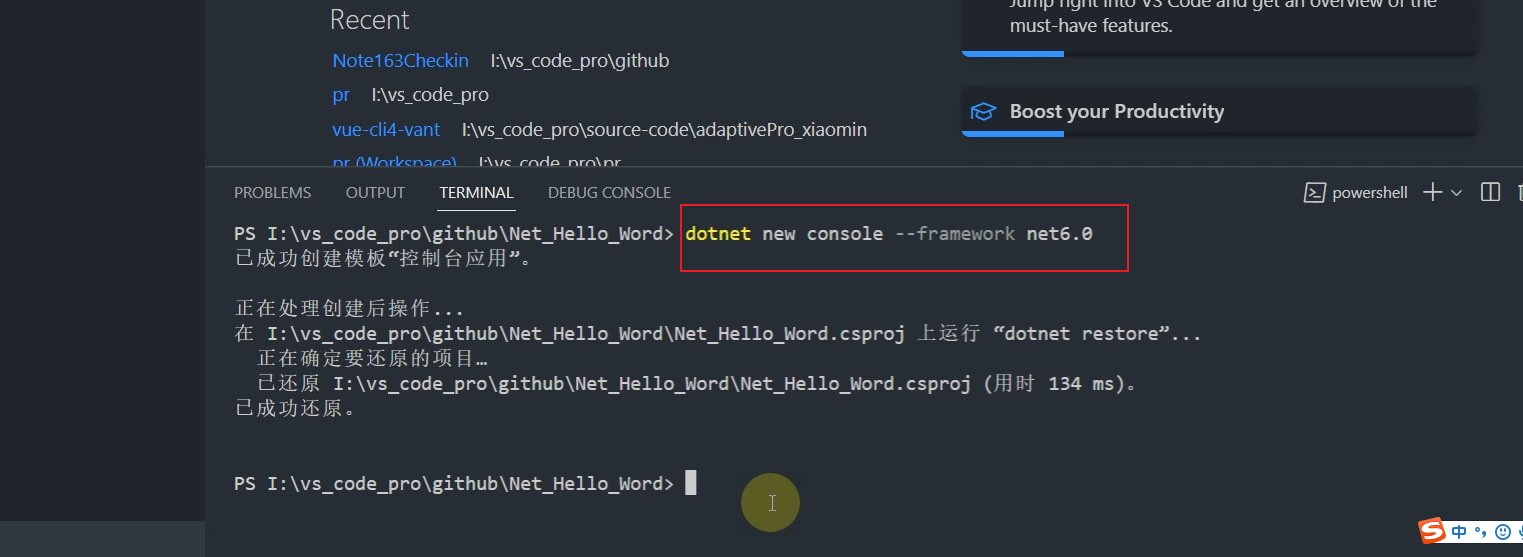 Recent
Note163Checkin I:\vs_code_pro\github
pr I:\vs_code_pro
vue-cli4-vant I:\vs_code_pro\source-code\adaptivePro_xiaomin
pr (Workspace) I:\vs_code_pro\pr
Jump right into VS Code and get an overview of the
must-have features.
Boost your Productivity
PROBLEMS OUTPUT TERMINAL DEBUG CONSOLE
powershell
PS I:\vs_code_pro\github\Net_Hello_Word> dotnet new console --framework net6.0
已成功创建模板“控制台应用”。
正在处理创建后操作...
在 I:\vs_code_pro\github\Net_Hello_Word\Net_Hello_Word.csproj 上运行 “dotnet restore”...
正在确定要还原的项目…
已还原 I:\vs_code_pro\github\Net_Hello_Word\Net_Hello_Word.csproj (用时 134 ms)。
已成功还原。
PS I:\vs_code_pro\github\Net_Hello_Word>
S 中